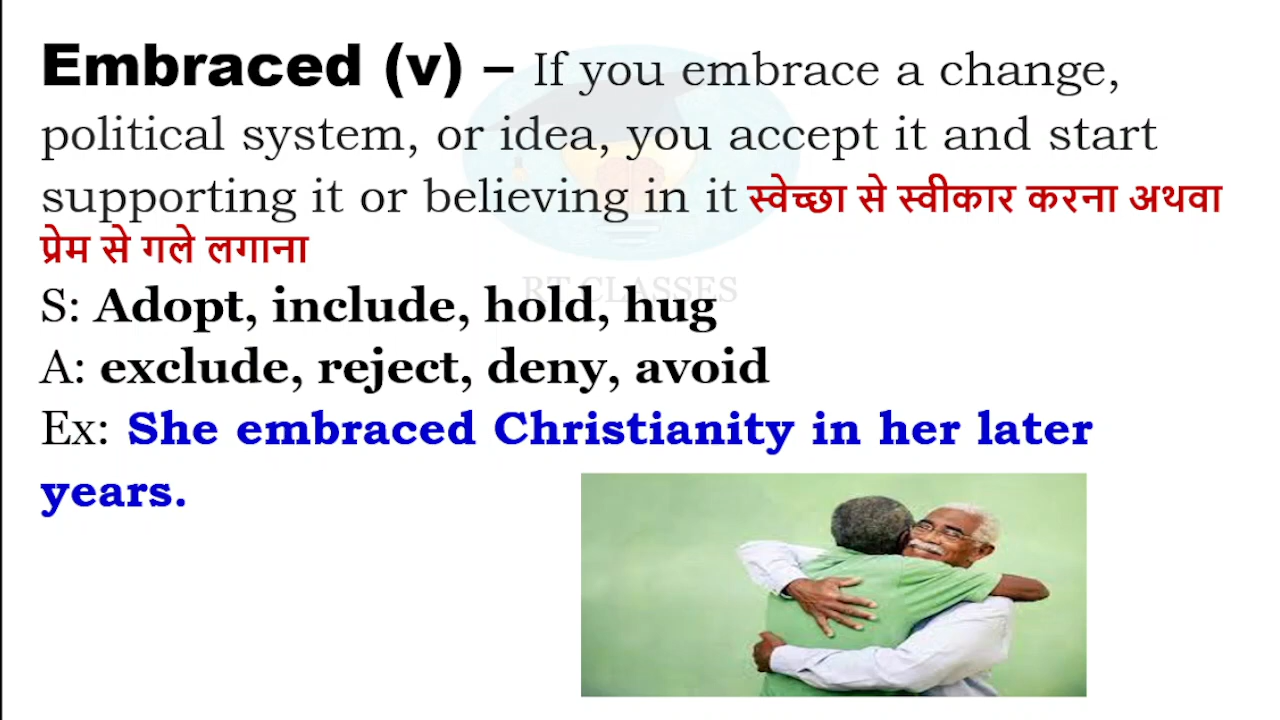 Embraced (v) – If you embrace a change,
political system, or idea, you accept it and start
supporting it or believing in it स्वेच्छा से स्वीकार करना अथवा
प्रेम से गले लगाना
RT CLASSES
S: Adopt, include, hold, hug
A: exclude, reject, deny, avoid
Ex: She embraced Christianity in her later
years.